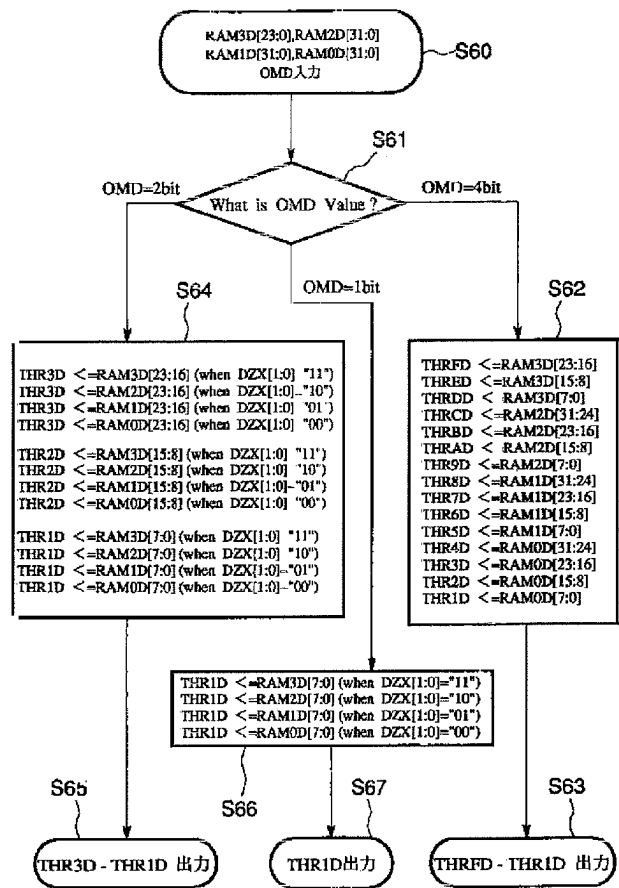 RAM3D[23:0],RAM2D[31:0]
RAM1D[31:0],RAM0D[31:0]
OMD入力
S60
S61
What is OMD Value ?
OMD=2bit
OMD=4bit
OMD=1bit
S64
THR3D <=RAM3D[23:16] (when DZX[1:0] "11")
THR3D <=RAM2D[23:16] (when DZX[1:0]="10")
THR3D <=RAM1D[23:16] (when DZX[1:0] "01")
THR3D <=RAM0D[23:16] (when DZX[1:0] "00")
THR2D <=RAM3D[15:8] (when DZX[1:0] "11")
THR2D <=RAM2D[15:8] (when DZX[1:0] "10")
THR2D <=RAM1D[15:8] (when DZX[1:0]="01")
THR2D <=RAM0D[15:8] (when DZX[1:0] "00")
THR1D <=RAM3D[7:0] (when DZX[1:0] "11")
THR1D <=RAM2D[7:0] (when DZX[1:0] "10")
THR1D <=RAM1D[7:0] (when DZX[1:0]="01")
THR1D <=RAM0D[7:0] (when DZX[1:0]="00")
S62
THRFD <=RAM3D[23:16]
THRED <=RAM3D[15:8]
THRDD < RAM3D[7:0]
THRCD <=RAM2D[31:24]
THRBD <=RAM2D[23:16]
THRAD < RAM2D[15:8]
THR9D <=RAM2D[7:0]
THR8D <=RAM1D[31:24]
THR7D <=RAM1D[23:16]
THR6D <=RAM1D[15:8]
THR5D <=RAM1D[7:0]
THR4D <=RAM0D[31:24]
THR3D <=RAM0D[23:16]
THR2D <=RAM0D[15:8]
THR1D <=RAM0D[7:0]
THR1D <=RAM3D[7:0] (when DZX[1:0]="11")
THR1D <=RAM2D[7:0] (when DZX[1:0]="10")
THR1D <=RAM1D[7:0] (when DZX[1:0]="01")
THR1D <=RAM0D[7:0] (when DZX[1:0]="00")
S66
S65
THR3D - THR1D 出力
S67
THR1D出力
S63
THRFD - THR1D 出力